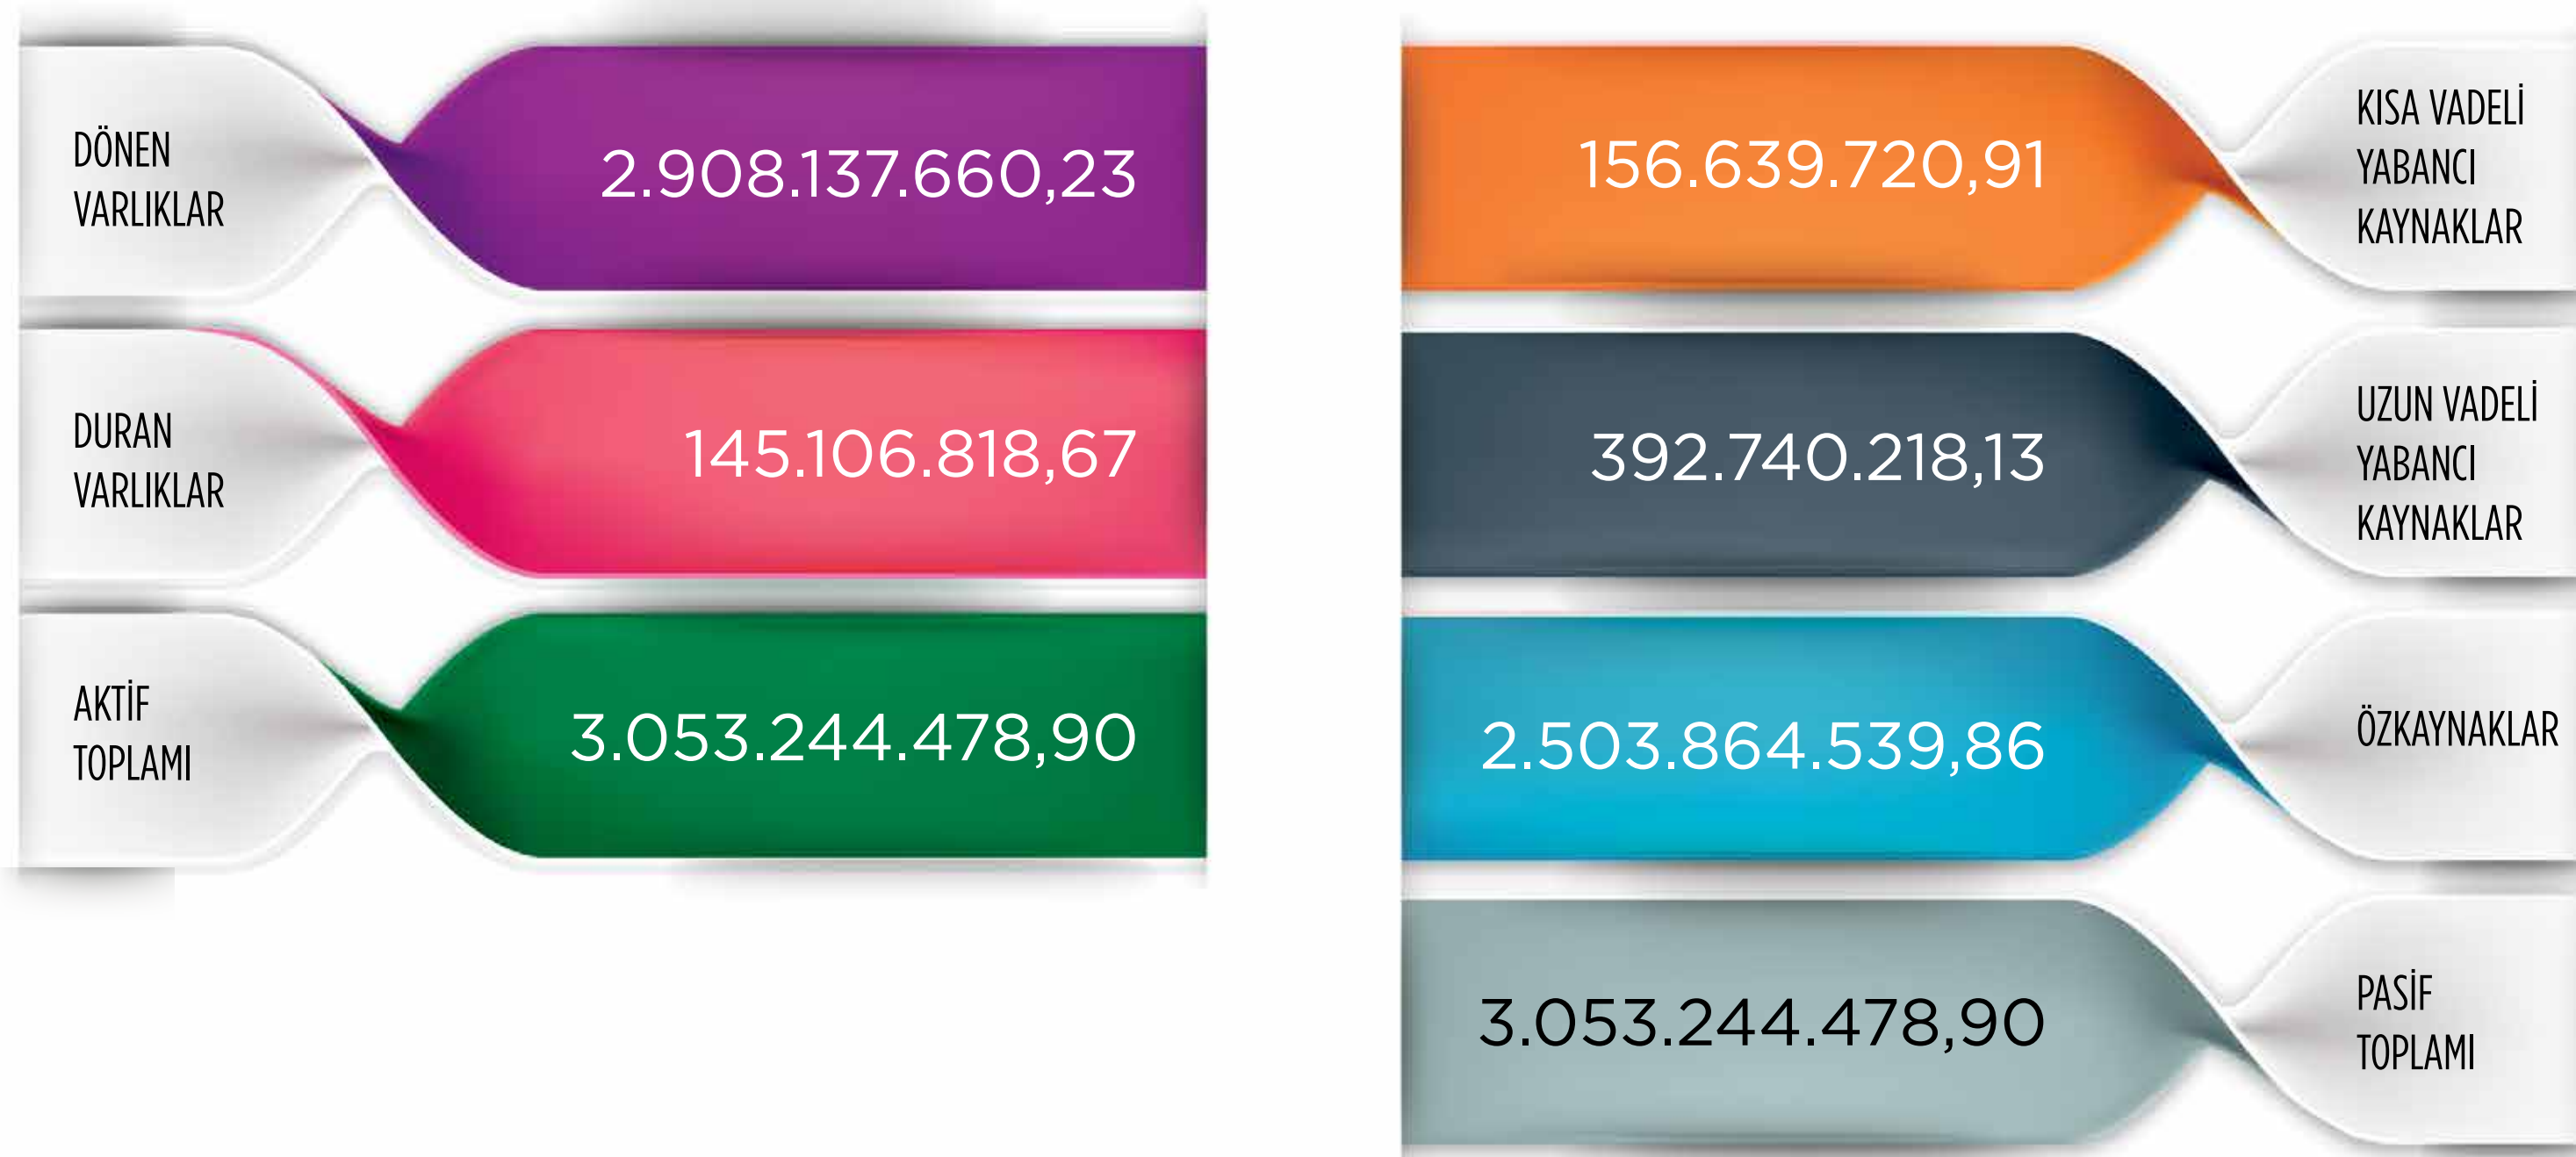 DÖNEN
VARLIKLAR
2.908.137.660,23
DURAN
VARLIKLAR
145.106.818,67
AKTİF
TOPLAMI
3.053.244.478,90
156.639.720,91
KISA VADELİ
YABANCI
KAYNAKLAR
392.740.218,13
UZUN VADELİ
YABANCI
KAYNAKLAR
2.503.864.539,86
ÖZKAYNAKLAR
3.053.244.478,90
PASİF
TOPLAMI